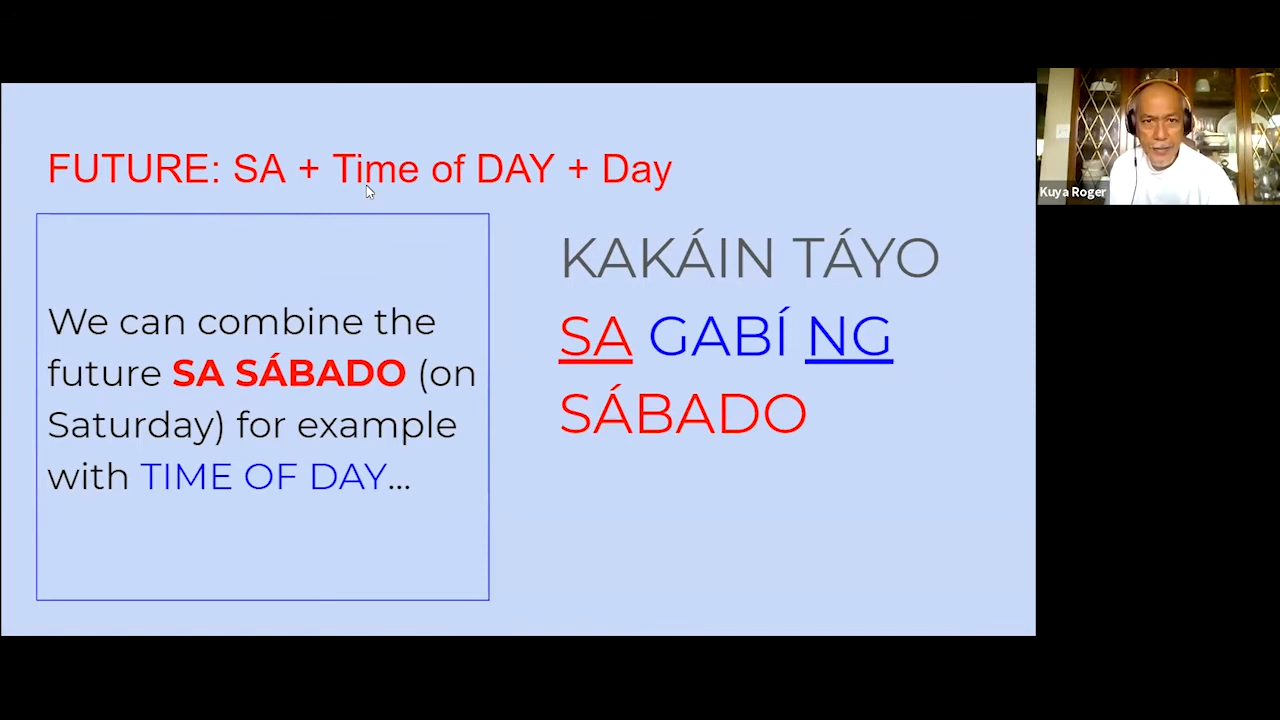 FUTURE: SA + Time of DAY + Day
We can combine the
future SA SÁBADO (on
Saturday) for example
with TIME OF DAY...
KAKÁIN TÁYO
SA GABÍ NG
SÁBADO
Kuya Roger